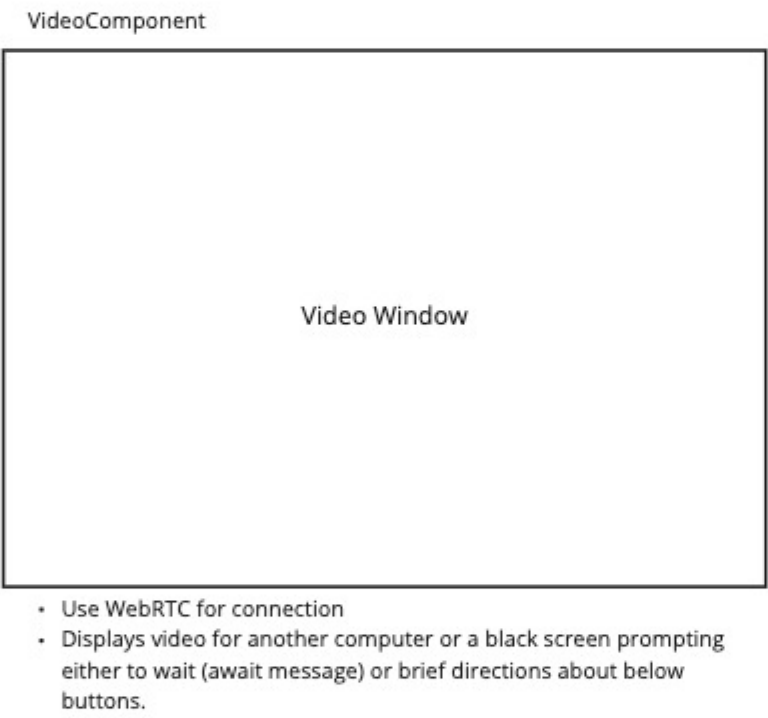 VideoComponent
Video Window
• Use WebRTC for connection
• Displays video for another computer or a black screen prompting
either to wait (await message) or brief directions about below
buttons.